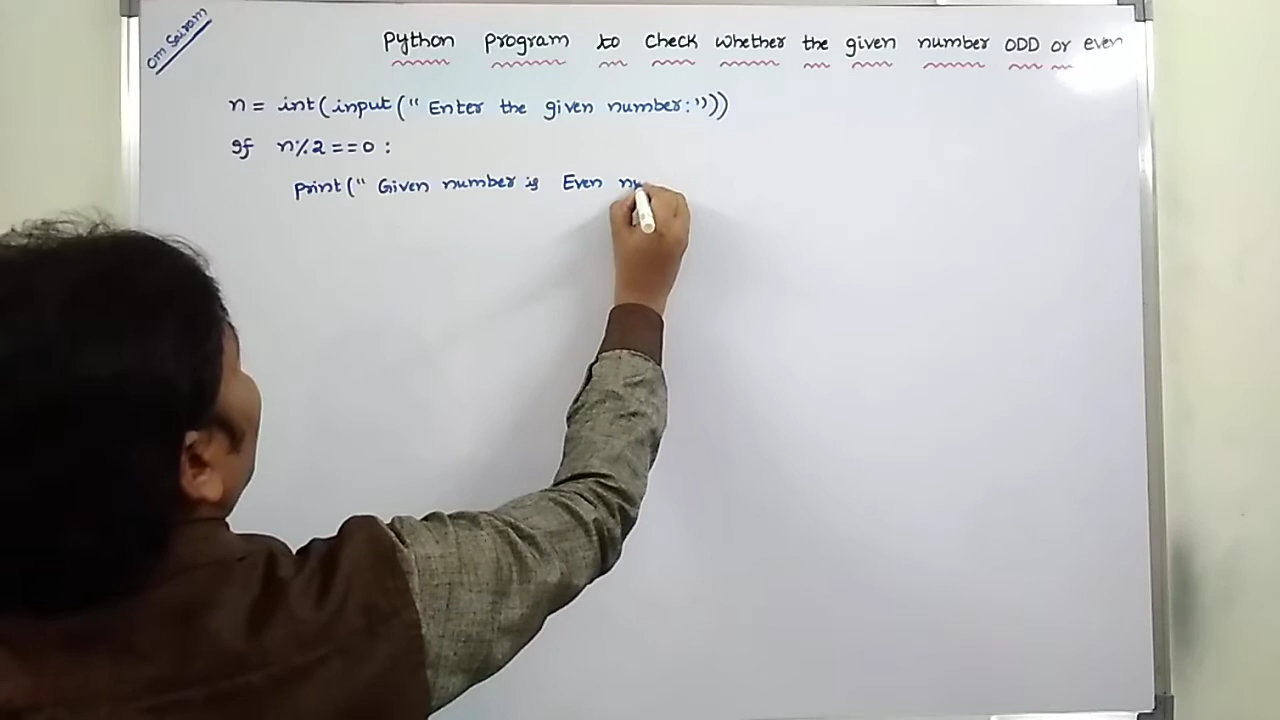 om Sairam
Python program to check whether the given number ODD or even
n = int(input("Enter the given number:"))
If n%2==0:
print(" Given number is Even nu